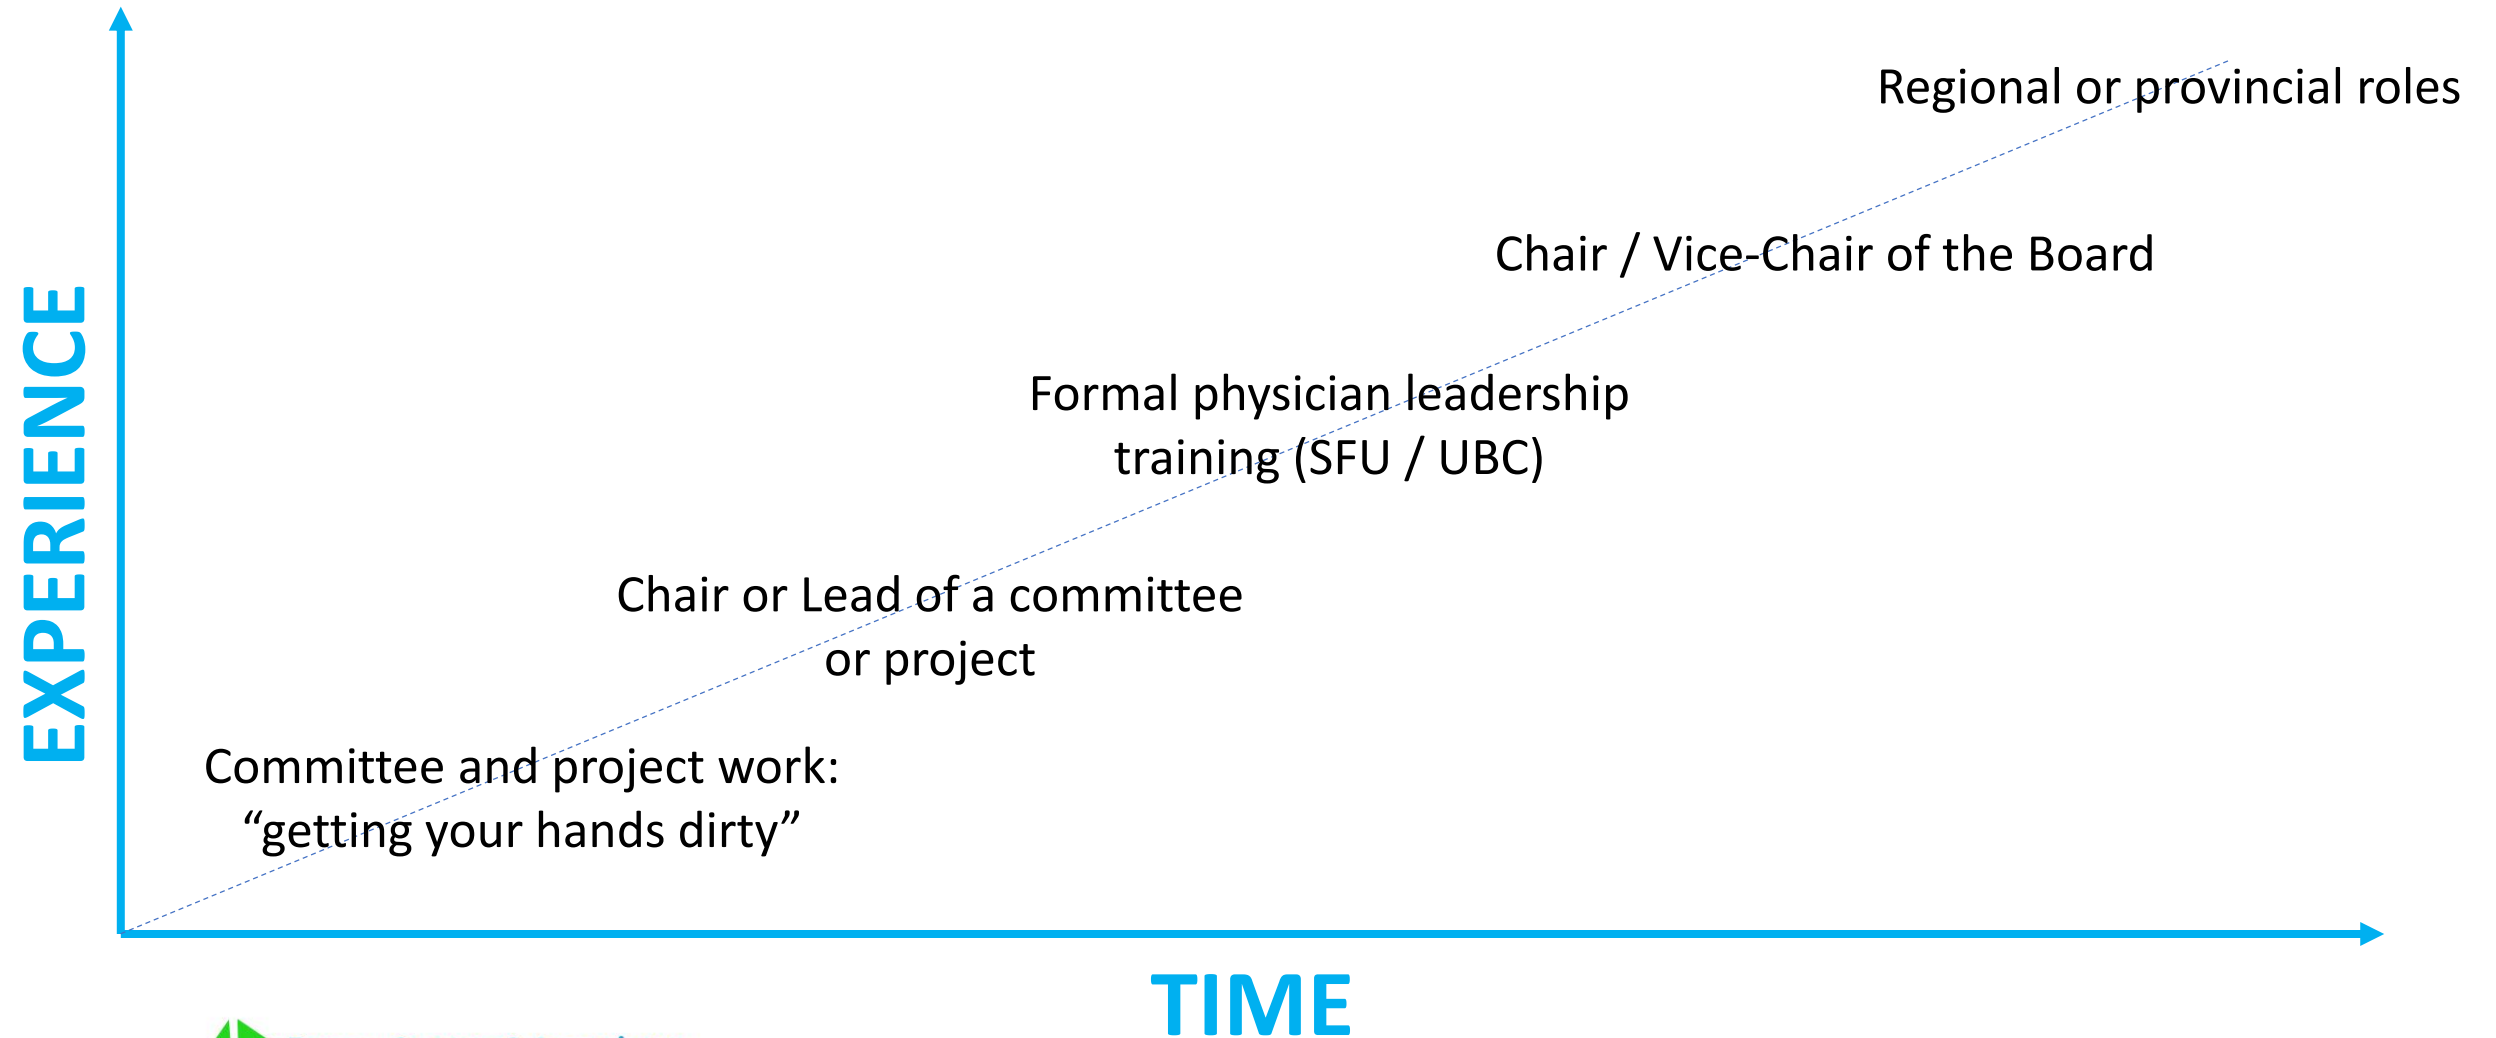 Regional or provincial roles
Chair / Vice-Chair of the Board
Formal physician leadership
training (SFU / UBC)
Chair or Lead of a committee
or project
Committee and project work:
“getting your hands dirty”
EXPERIENCE
TIME